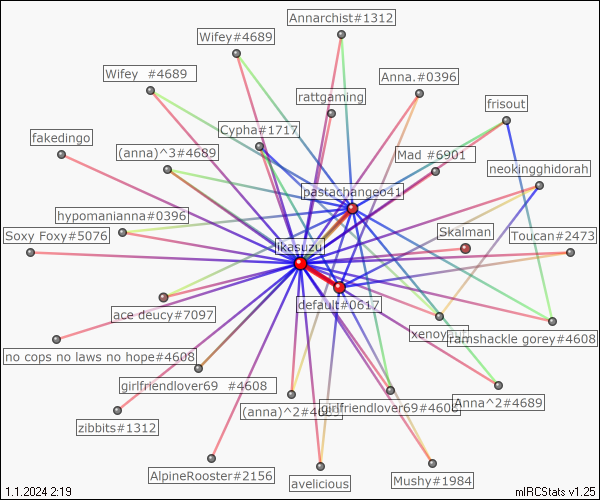 Annarchist#1312
Wifey#4689
Wifey  #4689
Anna.#0396
rattgaming
frisout
Cypha#1717
fakedingo
(anna)^3#4689
Mad #6901
neokingghidorah
pastachangeo41
hypomanianna#0396
Soxy Foxy#5076
Skalman
Toucan#2473
Ikasuzu
default#0617
ace deucy#7097
ramshackle gorey#4608
no cops no laws no hope#4608
girlfriendlover69  #4608
(anna)^2#4689
girlfriendlover69#4608
Anna^2#4689
zibbits#1312
AlpineRooster#2156
avelicious
Mushy#1984
1.1.2024 2:19
mIRCStats v1.25